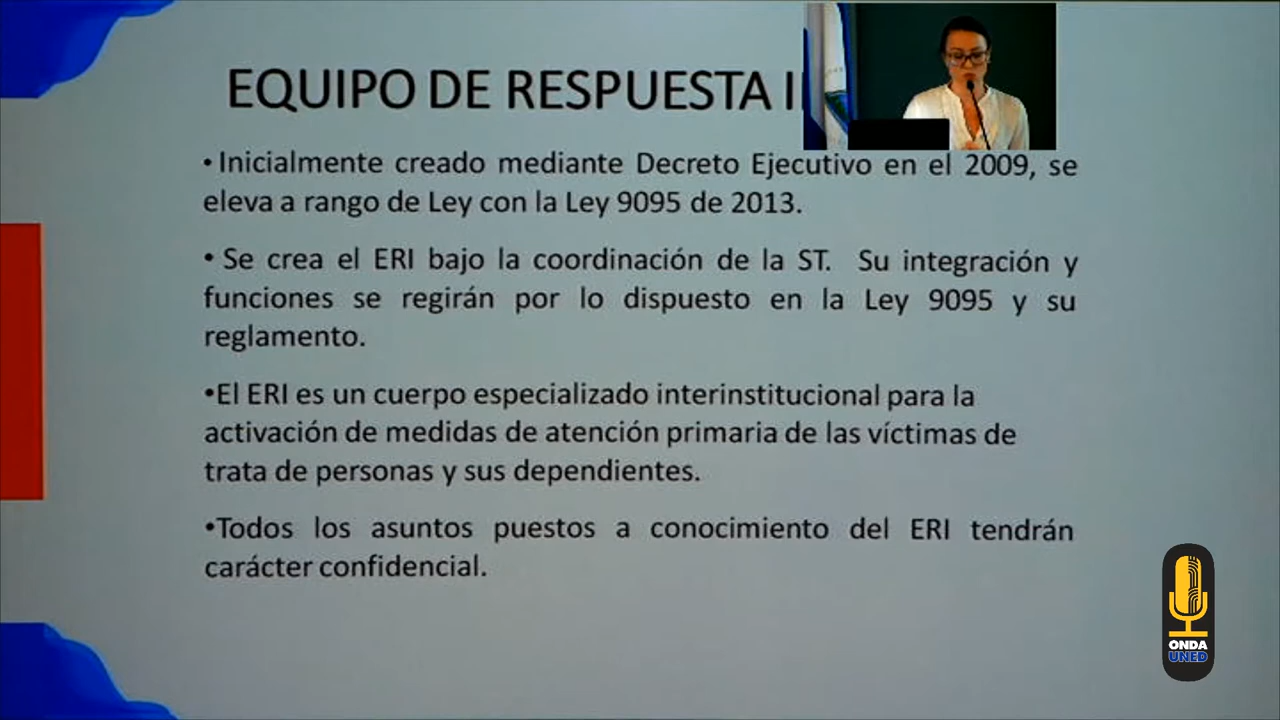 EQUIPO DE RESPUESTA
• Inicialmente creado mediante Decreto Ejecutivo en el 2009, se
eleva a rango de Ley con la Ley 9095 de 2013.
• Se crea el ERI bajo la coordinación de la ST. Su integración y
funciones se regirán por lo dispuesto en la Ley 9095 y su
reglamento.
•El ERI es un cuerpo especializado interinstitucional para la
activación de medidas de atención primaria de las víctimas de
trata de personas y sus dependientes.
•Todos los asuntos puestos a conocimiento del ERI tendrán
carácter confidencial.
ONDA
UNED